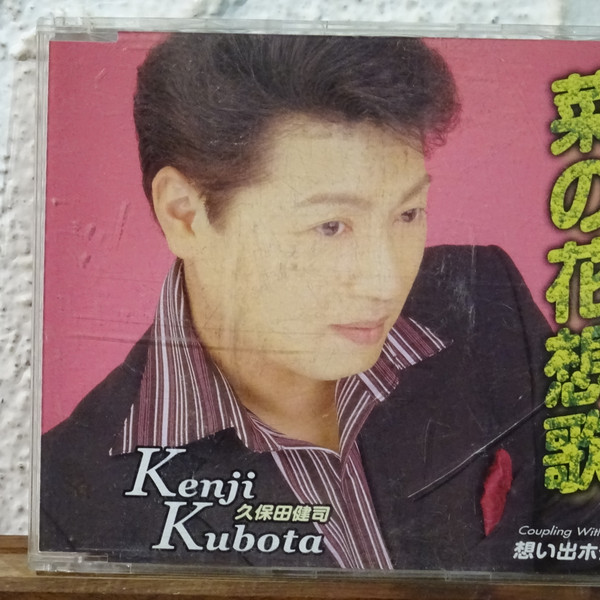 菜の花想歌
Kenji
久保田健司
Kubota
Coupling With
想い出ホ